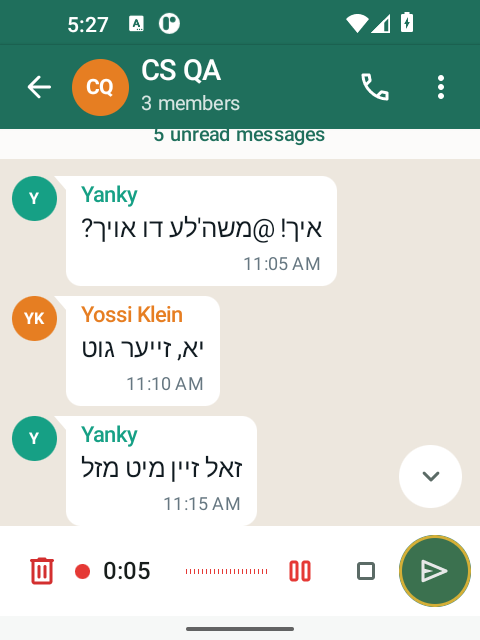 5:27
A
CQ
CS QA
3 members
5 unread messages
Y
Yanky
איך! @משה'לע דו אויך?
11:05 AM
YK
Yossi Klein
יא, זייער גוט
11:10 AM
Y
Yanky
זאל זיין מיט מזל
11:15 AM
0:05